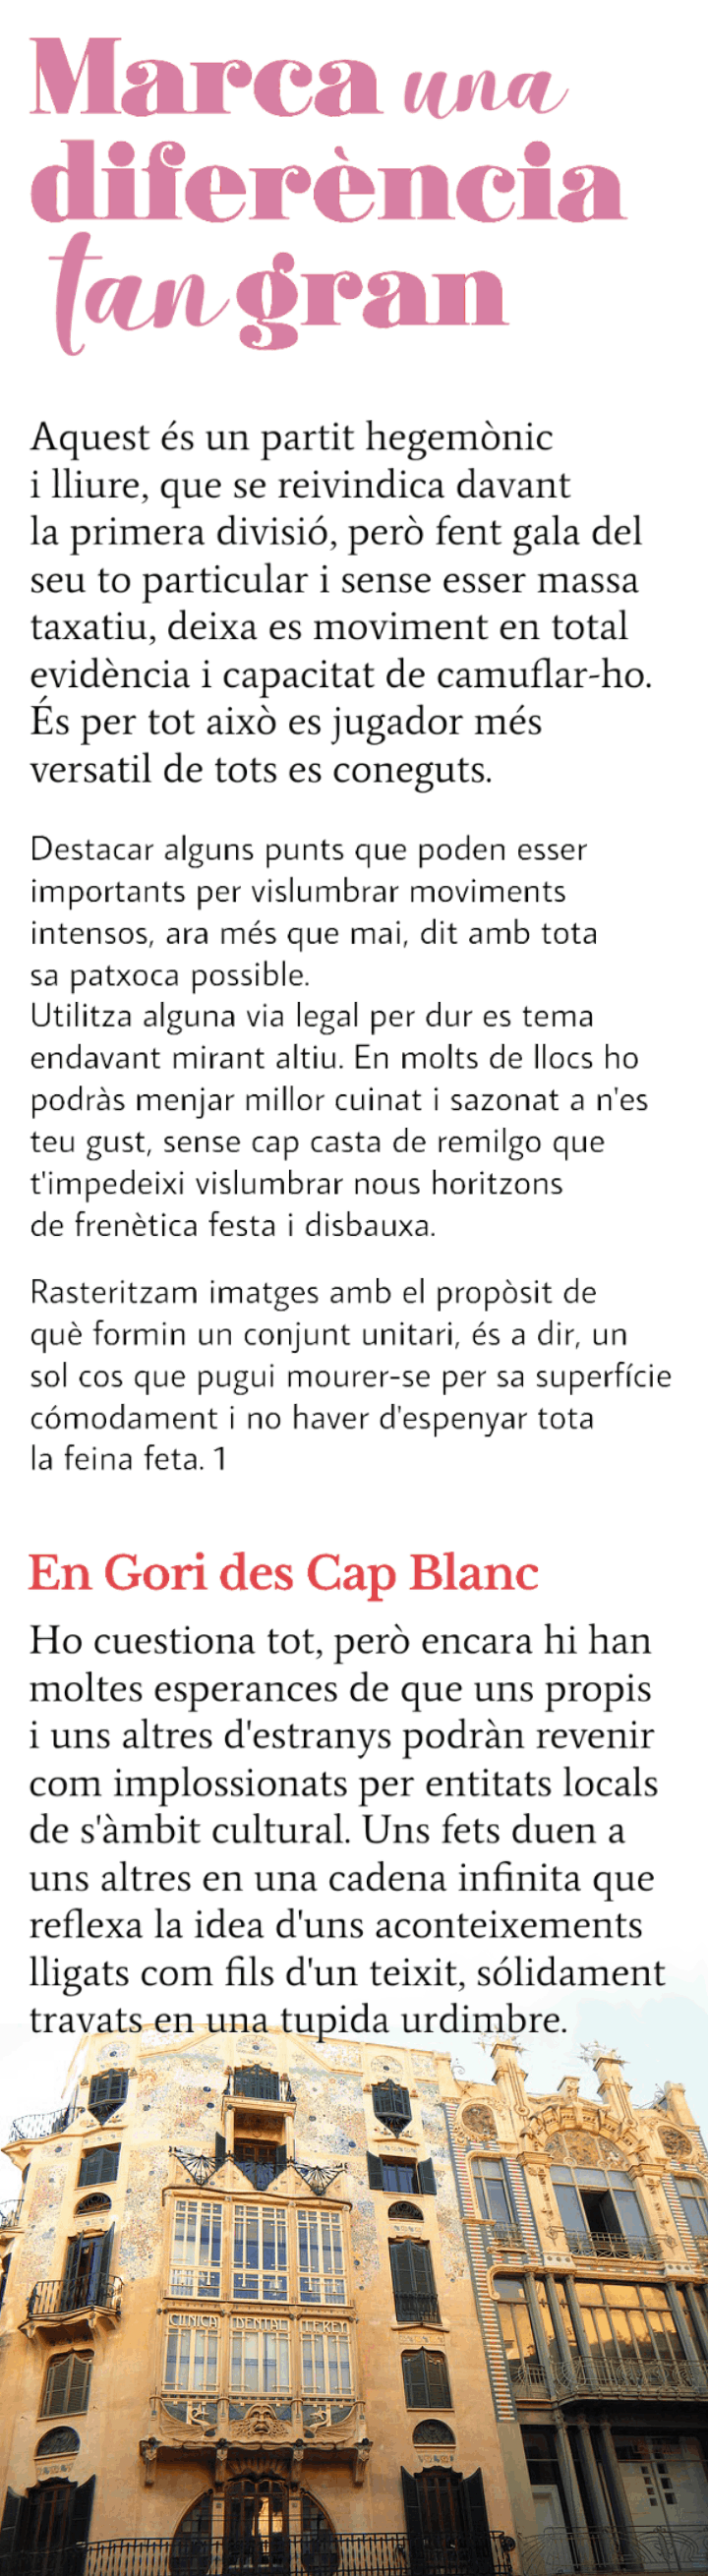 Marca una
diferència
tan gran
Aquest és un partit hegemònic
i lliure, que se reivindica davant
la primera divisió, però fent gala del
seu to particular i sense esser massa
taxatiu, deixa es moviment en total
evidència i capacitat de camuflar-ho.
És per tot això es jugador més
versatil de tots es coneguts.
Destacar alguns punts que poden esser
importants per vislumbrar moviments
intensos, ara més que mai, dit amb tota
sa patxoca possible.
Utilitza alguna via legal per dur es tema
endavant mirant altiu. En molts de llocs ho
podràs menjar millor cuinat i sazonat a n'es
teu gust, sense cap casta de remilgo que
t'impedeixi vislumbrar nous horitzons
de frenètica festa i disbauxa.
Rasteritzam imatges amb el propòsit de
què formin un conjunt unitari, és a dir, un
sol cos que pugui mourer-se per sa superfície
cómodament i no haver d'espenyar tota
la feina feta. 1
En Gori des Cap Blanc
Ho cuestiona tot, però encara hi han
moltes esperances de que uns propis
i uns altres d'estranys podràn revenir
com implossionats per entitats locals
de s'àmbit cultural. Uns fets duen a
uns altres en una cadena infinita que
reflexa la idea d'uns aconteixements
lligats com fils d'un teixit, sólidament
travats en una tupida urdimbre.
CLINICA DENTAL LLEREY